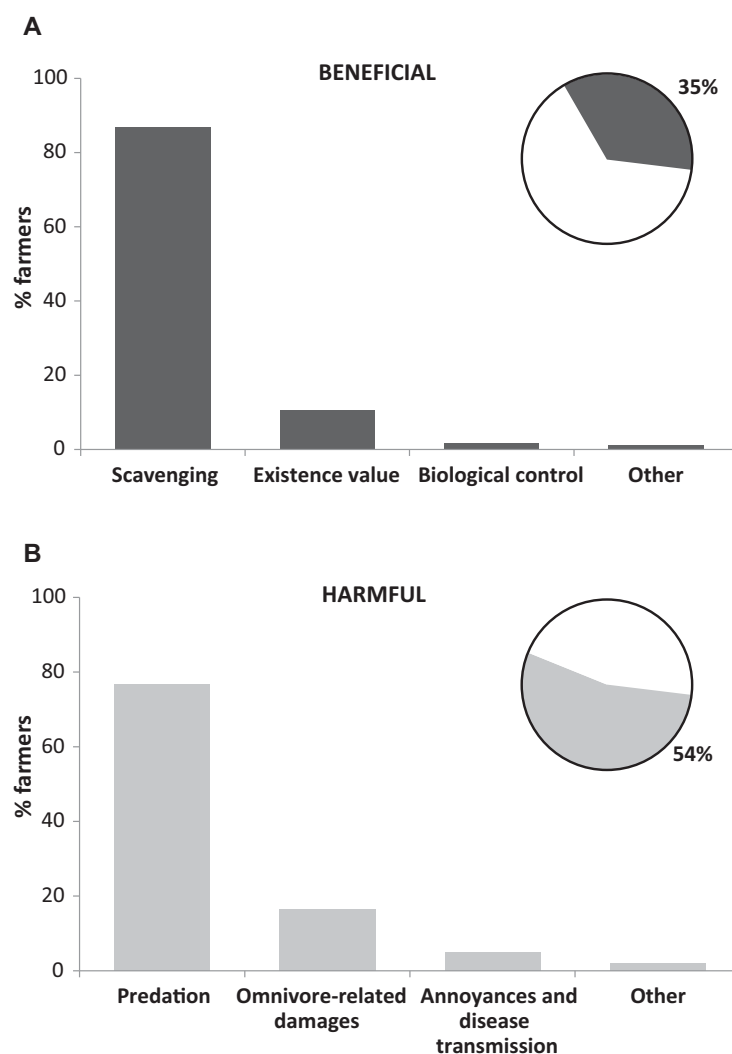 A
BENEFICIAL
35%
100
80
60
40
20
0
% farmers
Scavenging
Existence value
Biological control
Other
B
HARMFUL
54%
100
80
60
40
20
0
% farmers
Predation
Omnivore-related
damages
Annoyances and
disease
transmission
Other